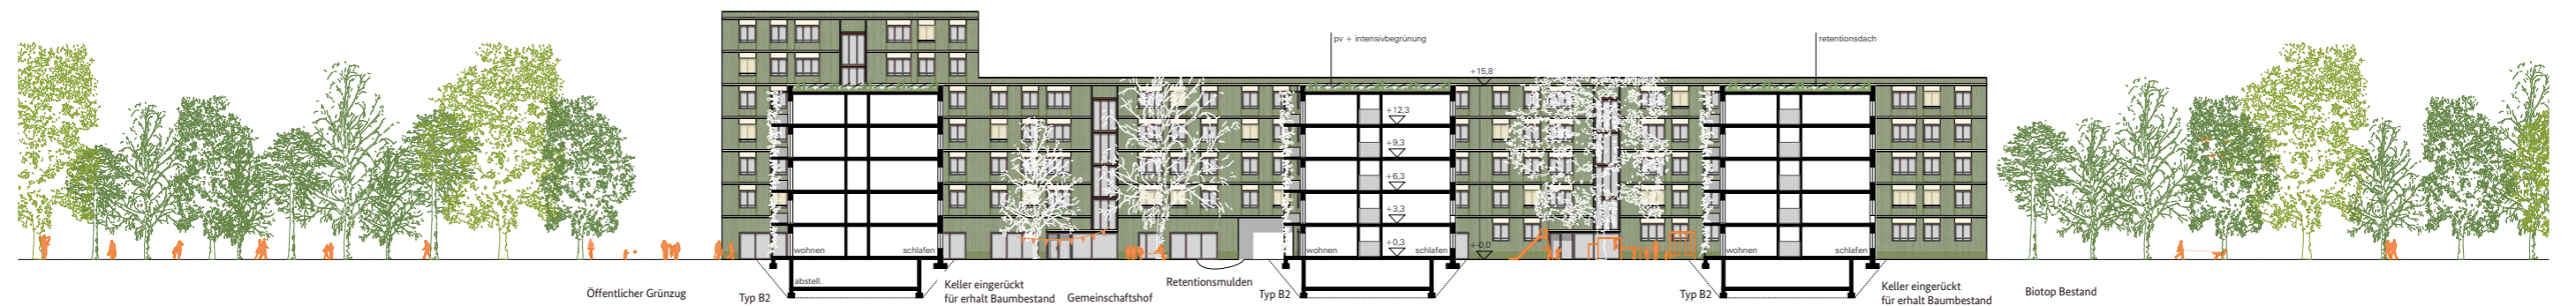 pv + intensivbegrünung
retentionsdach
+15,8
+12,3
+9,3
+6,3
+3,3
+0,3
+-0,0
wohnen
schlafen
wohnen
schlafen
wohnen
schlafen
abstell.
Öffentlicher Grünzug
Typ B2
Keller eingerückt
für erhalt Baumbestand
Gemeinschaftshof
Retentionsmulden
Typ B2
Typ B2
Keller eingerückt
für erhalt Baumbestand
Biotop Bestand